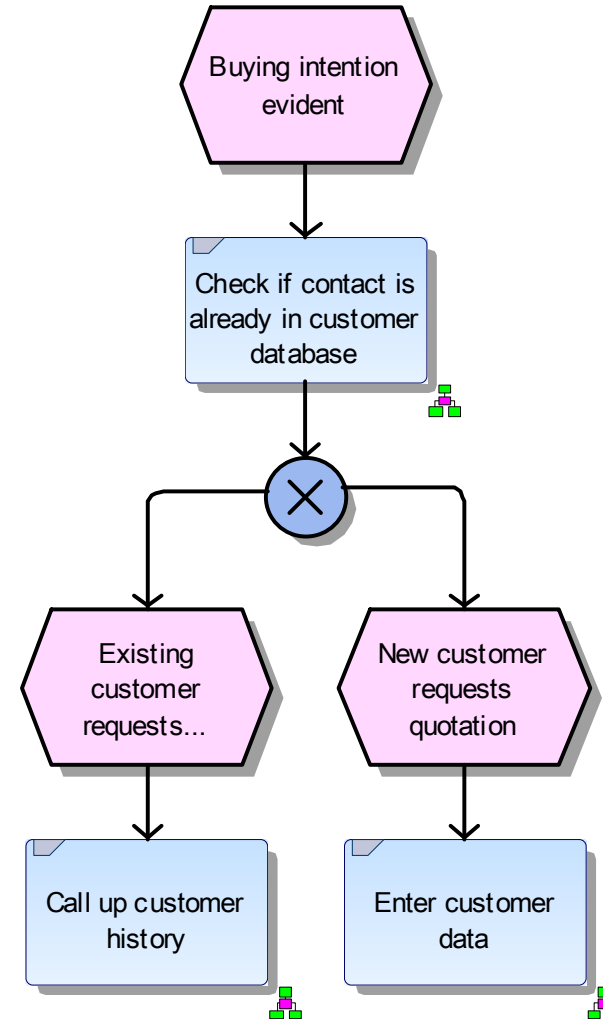 Buying intention
evident
Check if contact is
already in customer
database
Existing
customer
requests...
New customer
requests
quotation
Call up customer
history
Enter customer
data